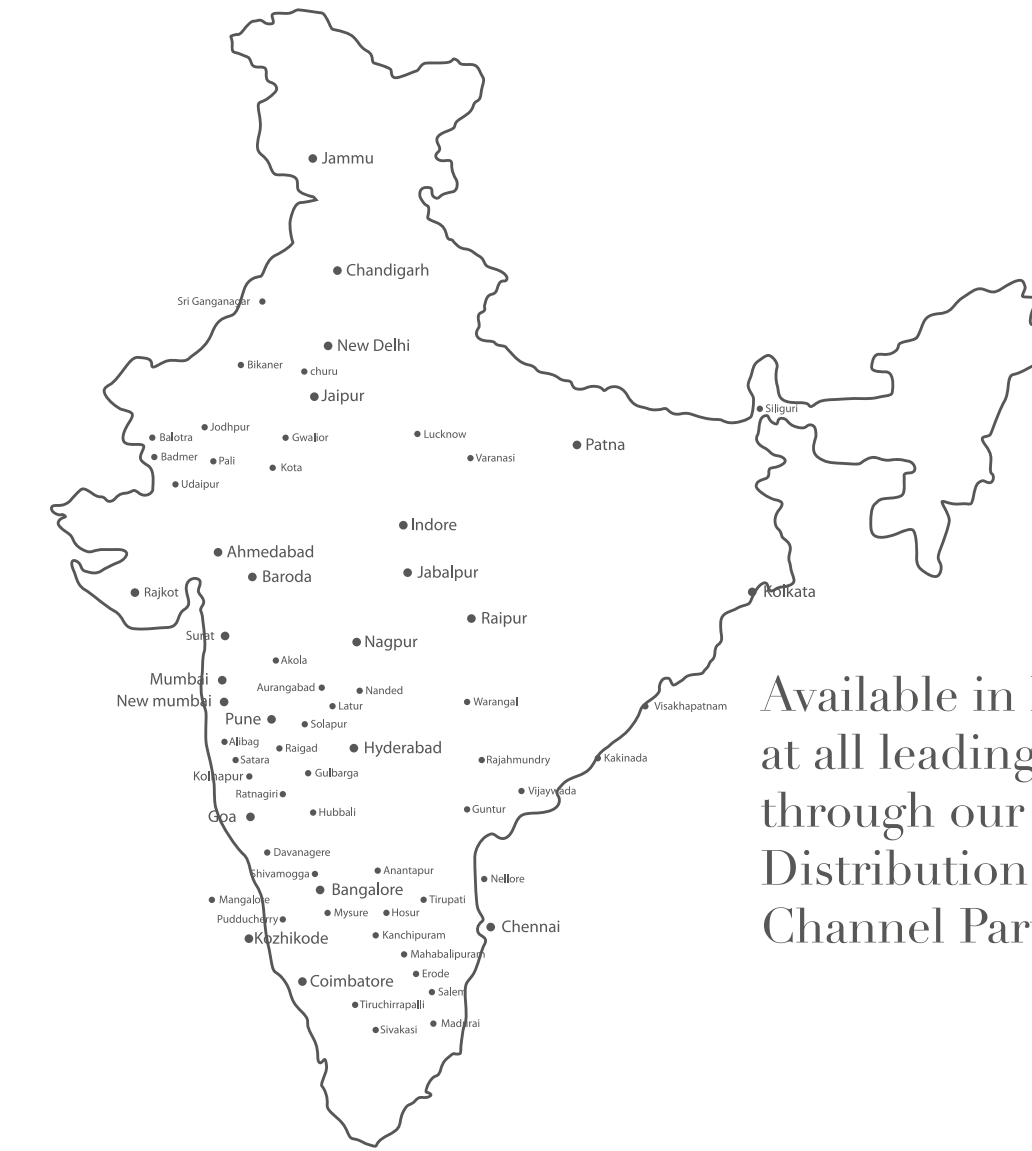 Jammu
Chandigarh
Sri Ganganagar
New Delhi
Bikaner
churu
Jaipur
Jodhpur
Balotra
Gwalior
Lucknow
Siliguri
Patna
Badmer
Pali
Kota
Varanasi
Udaipur
Indore
Ahmedabad
Baroda
Jabalpur
Rajkot
Kolkata
Raipur
Surat
Nagpur
Akola
Mumbai
Aurangabad
Nanded
New mumbai
Latur
Warangal
Visakhapatnam
Pune
Solapur
Alibag
Raigad
Hyderabad
Satara
Rajahmundry
Kakinada
Kolhapur
Gulbarga
Ratnagiri
Vijaywada
Goa
Hubbali
Guntur
Davanagere
Shivamogga
Anantapur
Nellore
Bangalore
Mangalore
Tirupati
Pudducherry
Mysure
Hosur
Chennai
Kozhikode
Kanchipuram
Mahabalipuram
Coimbatore
Erode
Salem
Tiruchirrapalli
Sivakasi
Madurai
Available in
at all leading
through our
Distribution
Channel